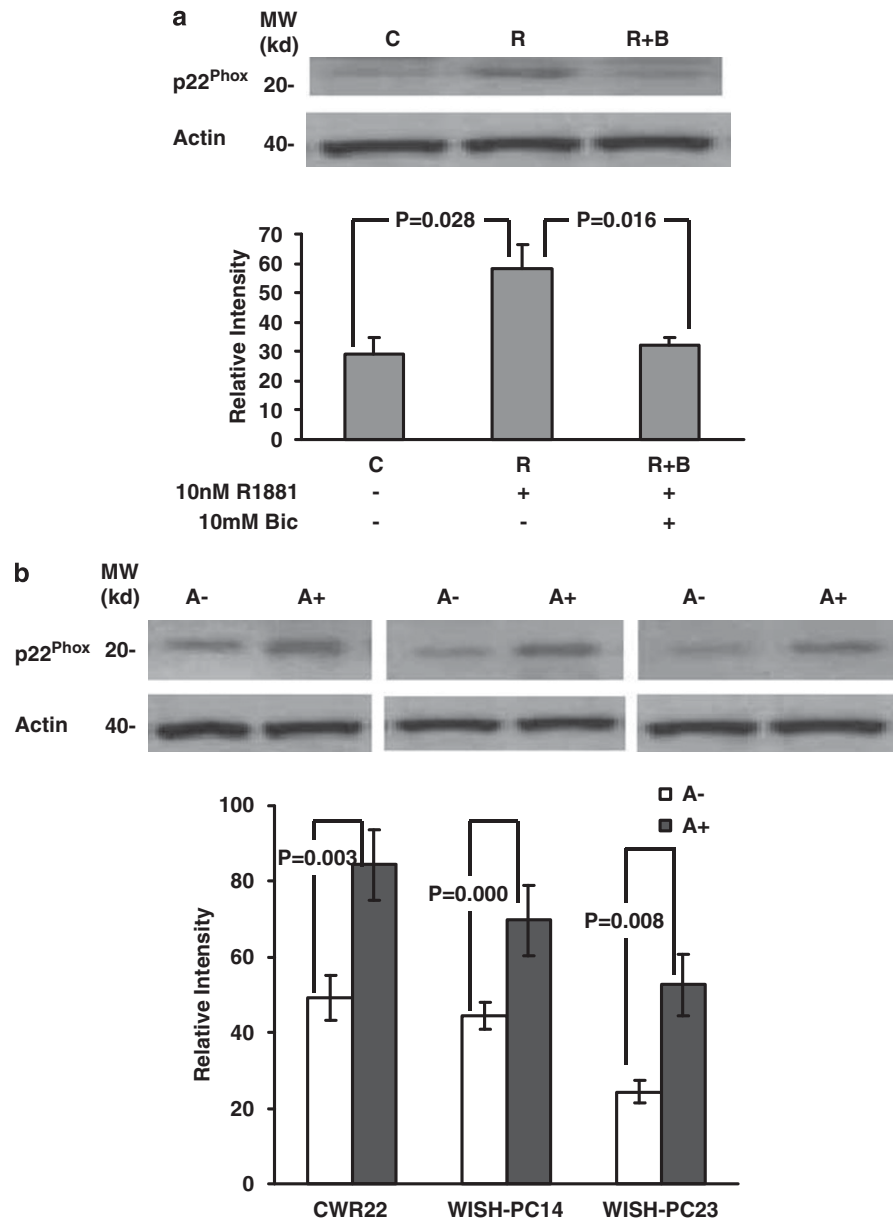 a
MW
(kd)
C R R+B
p22Phox 20-
Actin 40-
P=0.028 P=0.016
Relative Intensity
70
60
50
40
30
20
10
0
C R R+B
10nM R1881 - + +
10mM Bic - - +
b
MW
(kd)
A- A+ A- A+ A- A+
p22Phox 20-
Actin 40-
Relative Intensity
100
80
60
40
20
0
A-
A+
P=0.003
P=0.000
P=0.008
CWR22 WISH-PC14 WISH-PC23